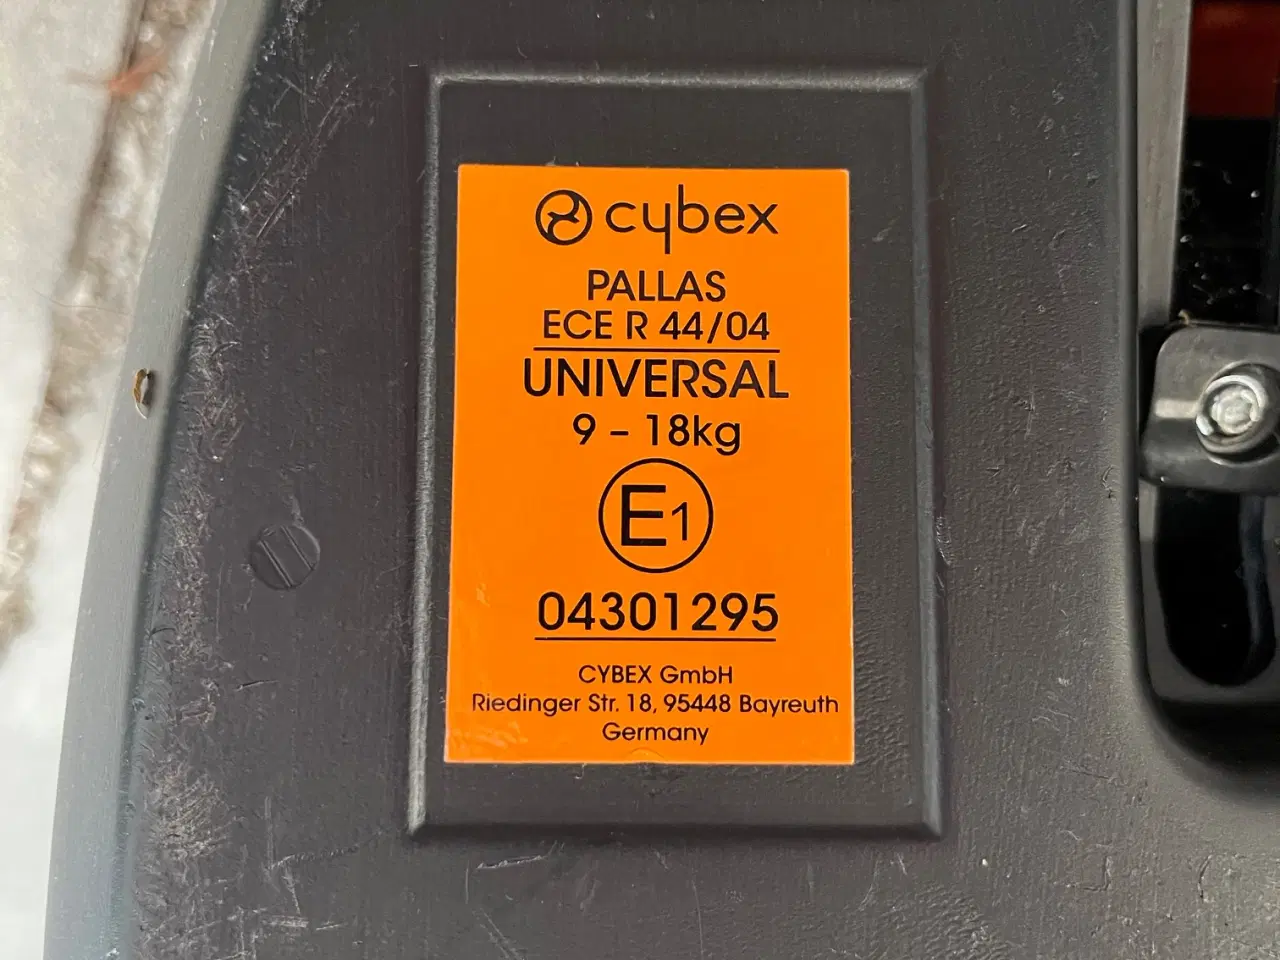 cybex
PALLAS
ECE R 44/04
UNIVERSAL
9 – 18kg
E1
04301295
CYBEX GmbH
Riedinger Str. 18, 95448 Bayreuth
Germany